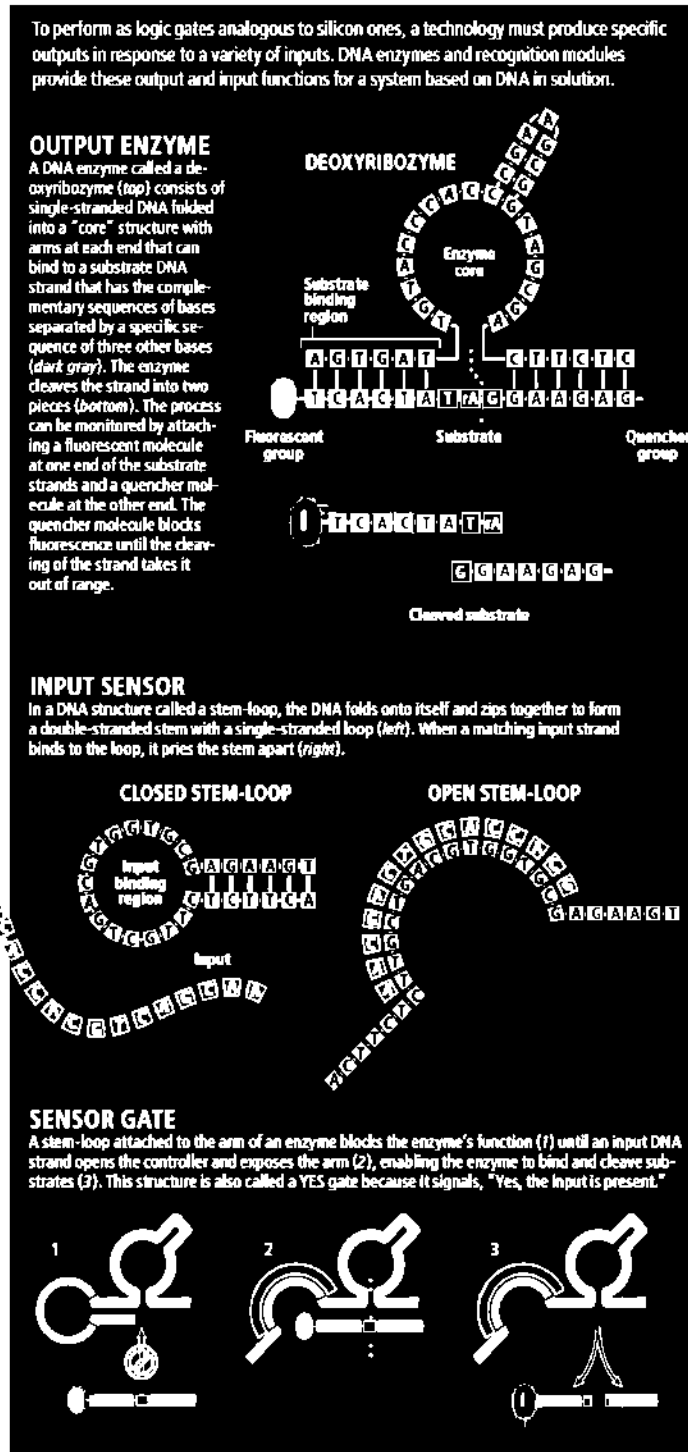 To perform as logic gates analogous to silicon ones, a technology must produce specific
outputs in response to a variety of inputs. DNA enzymes and recognition modules
provide these output and input functions for a system based on DNA in solution.
OUTPUT ENZYME
A DNA enzyme called a de-
oxyribozyme (top) consists of
single-stranded DNA folded
into a "core" structure with
arms at each end that can
bind to a substrate DNA
strand that has the comple-
mentary sequences of bases
separated by a specific se-
quence of three other bases
(dark gray). The enzyme
cleaves the strand into two
pieces (bottom). The process
can be monitored by attach-
ing a fluorescent molecule
at one end of the substrate
strands and a quencher mol-
ecule at the other end. The
quencher molecule blocks
fluorescence until the cleav-
ing of the strand takes it
out of range.
DEOXYRIBOZYME
Enzyme
core
Substrate
binding
region
A G T G A T
C T T C T C
T C A C T A T rA G G A A G A G
Fluorescent
group
Substrate
Quencher
group
T C A C T A T rA
G G A A G A G
Cleaved substrate
INPUT SENSOR
In a DNA structure called a stem-loop, the DNA folds onto itself and zips together to form
a double-stranded stem with a single-stranded loop (left). When a matching input strand
binds to the loop, it pries the stem apart (right).
CLOSED STEM-LOOP
OPEN STEM-LOOP
Input
binding
region
G A G A A G T
C T C T T C A
Input
G A G A A G T
A C T T C T C
SENSOR GATE
A stem-loop attached to the arm of an enzyme blocks the enzyme's function (1) until an input DNA
strand opens the controller and exposes the arm (2), enabling the enzyme to bind and cleave sub-
strates (3). This structure is also called a YES gate because it signals, "Yes, the input is present."
1
2
3